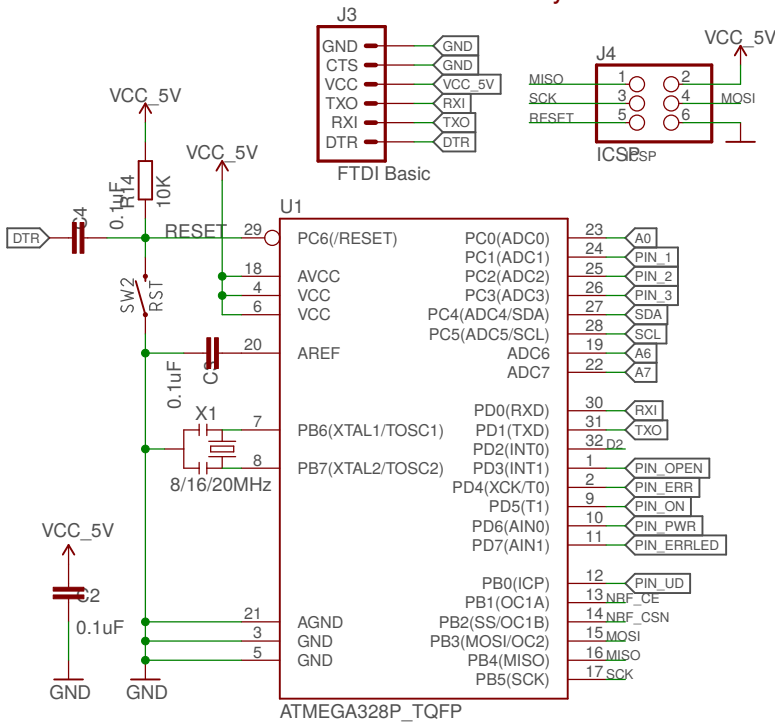 J3
GND GND
CTS GND
VCC VCC_5V
TXO RXI
RXI TXO
DTR DTR
FTDI Basic
VCC_5V
J4
MISO 1 2
SCK 3 4 MOSI
RESET 5 6
ICSP ICSP
VCC_5V
R14
10K
0.1uF
C4
DTR
RESET
SW2
RST
VCC_5V
0.1uF
X1
8/16/20MHz
VCC_5V
C2
0.1uF
GND
GND
U1
29 PC6(/RESET)
18 AVCC
4 VCC
6 VCC
20 AREF
7 PB6(XTAL1/TOSC1)
8 PB7(XTAL2/TOSC2)
21 AGND
3 GND
5 GND
PC0(ADC0) 23 A0
PC1(ADC1) 24 PIN_1
PC2(ADC2) 25 PIN_2
PC3(ADC3) 26 PIN_3
PC4(ADC4/SDA) 27 SDA
PC5(ADC5/SCL) 28 SCL
ADC6 19 A6
ADC7 22 A7
PD0(RXD) 30 RXI
PD1(TXD) 31 TXO
PD2(INT0) 32 D2
PD3(INT1) 1 PIN_OPEN
PD4(XCK/T0) 2 PIN_ERR
PD5(T1) 9 PIN_ON
PD6(AIN0) 10 PIN_PWR
PD7(AIN1) 11 PIN_ERRLED
PB0(ICP) 12 PIN_UD
PB1(OC1A) 13 NRF_CE
PB2(SS/OC1B) 14 NRF_CSN
PB3(MOSI/OC2) 15 MOSI
PB4(MISO) 16 MISO
PB5(SCK) 17 SCK
ATMEGA328P_TQFP